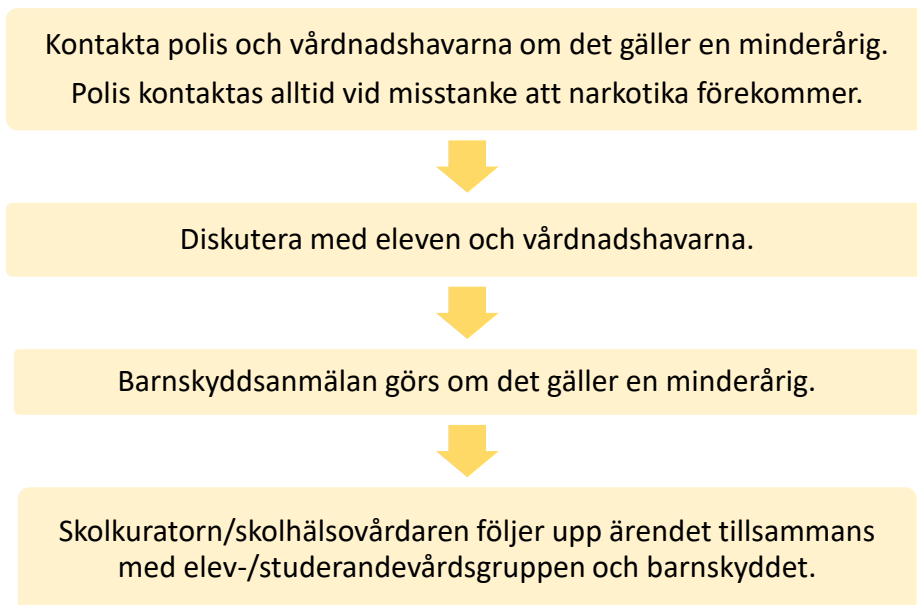 Kontakta polis och vårdnadshavarna om det gäller en minderårig.
Polis kontaktas alltid vid misstanke att narkotika förekommer.
Diskutera med eleven och vårdnadshavarna.
Barnskyddsanmälan görs om det gäller en minderårig.
Skolkuratorn/skolhälsovårdaren följer upp ärendet tillsammans
med elev-/studerandevårdsgruppen och barnskyddet.